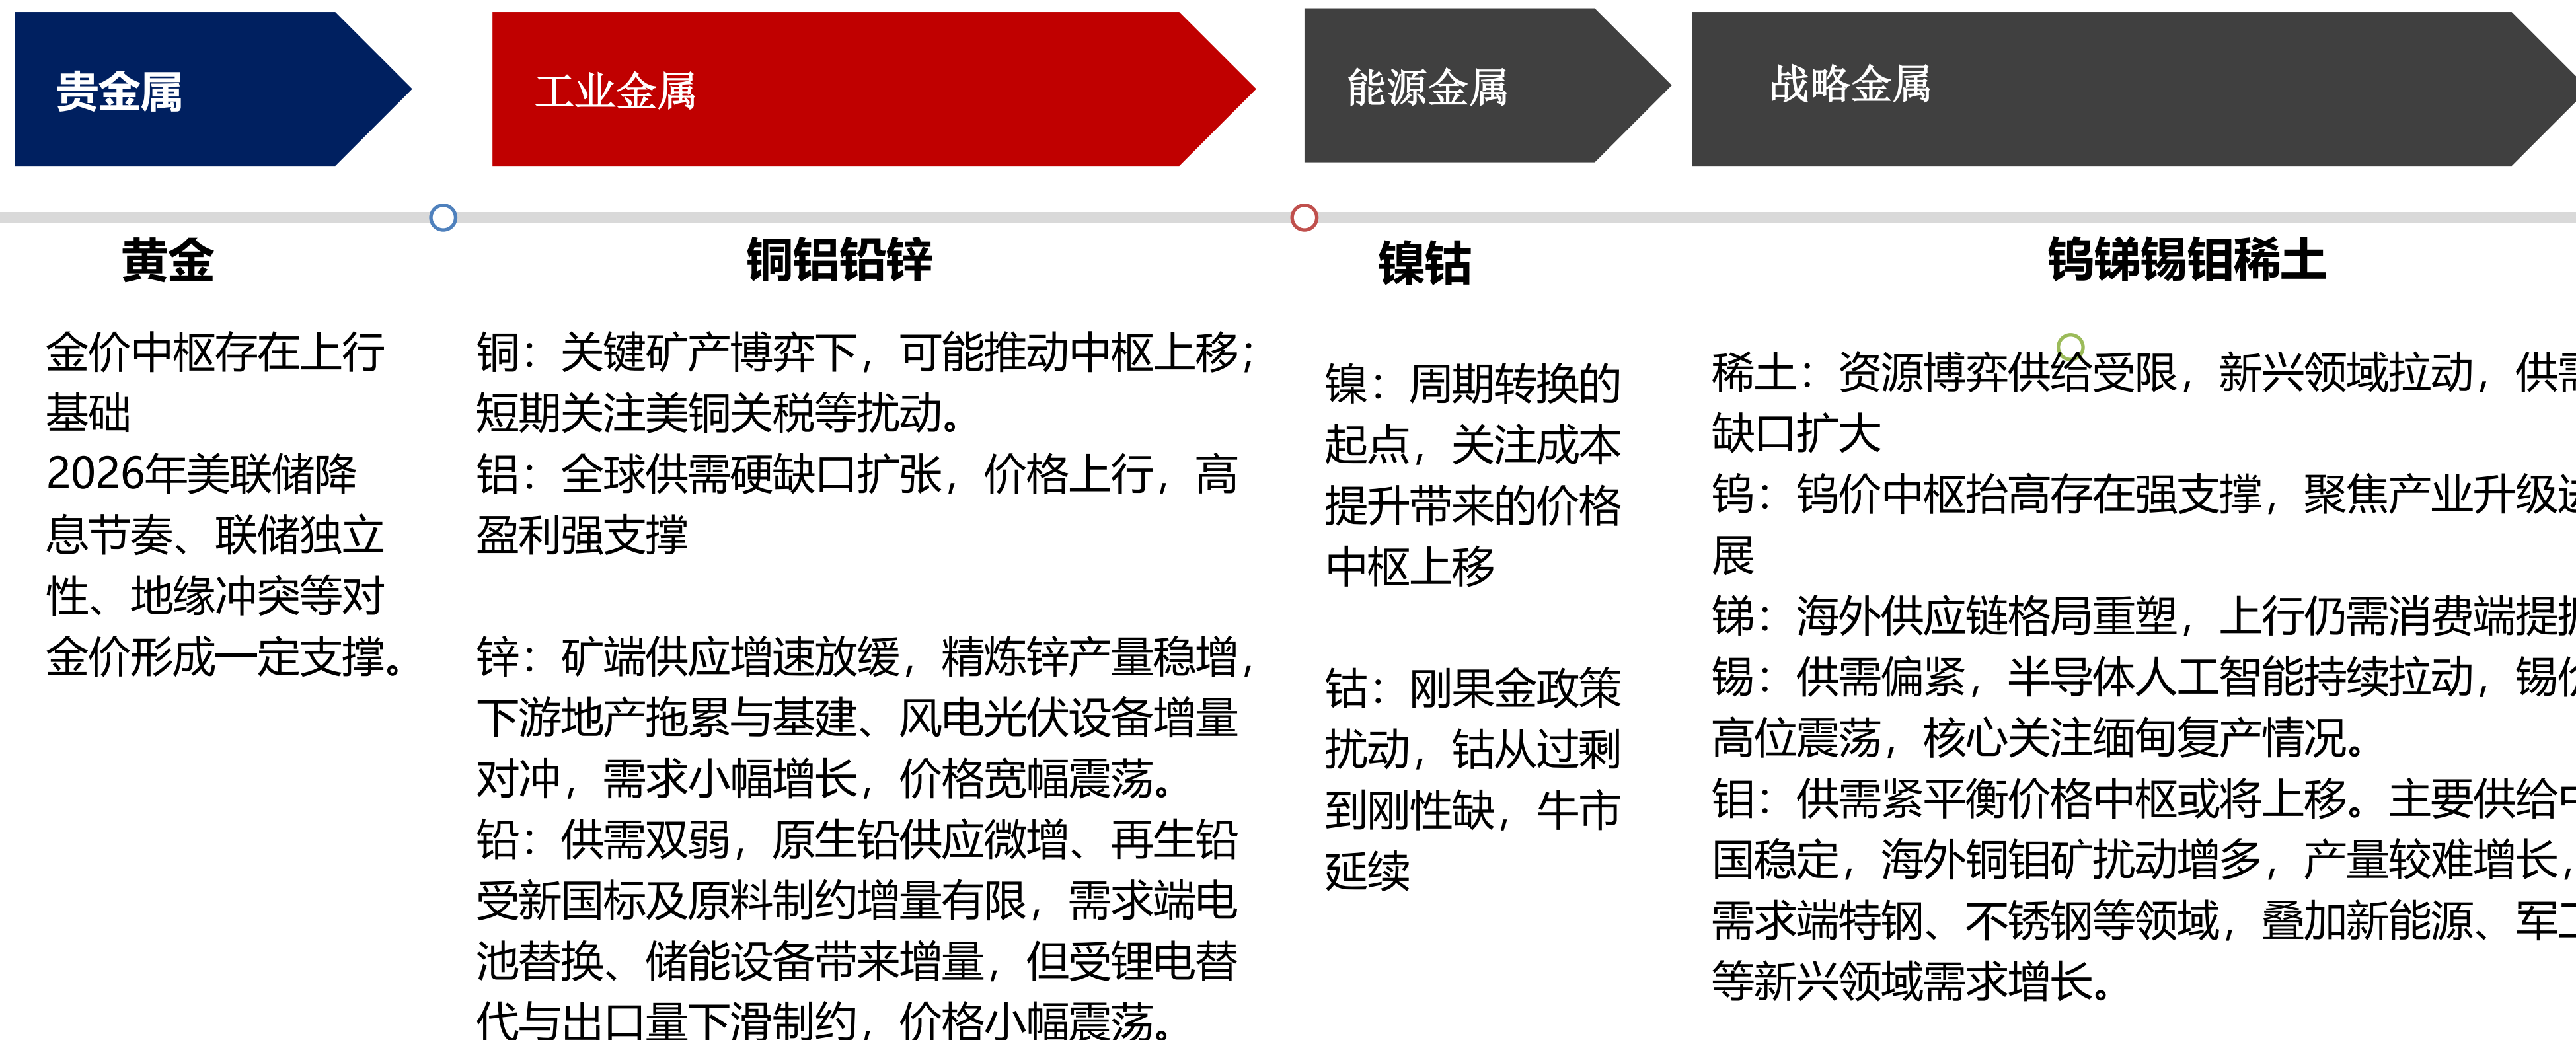 贵金属
工业金属
能源金属
战略金属
黄金
铜铝铅锌
镍钴
钨锑锡钼稀土
金价中枢存在上行
基础
2026年美联储降
息节奏、联储独立
性、地缘冲突等对
金价形成一定支撑。
铜：关键矿产博弈下，可能推动中枢上移；
短期关注美铜关税等扰动。
铝：全球供需硬缺口扩张，价格上行，高
盈利强支撑
锌：矿端供应增速放缓，精炼锌产量稳增，
下游地产拖累与基建、风电光伏设备增量
对冲，需求小幅增长，价格宽幅震荡。
铅：供需双弱，原生铅供应微增、再生铅
受新国标及原料制约增量有限，需求端电
池替换、储能设备带来增量，但受锂电替
代与出口量下滑制约，价格小幅震荡。
镍：周期转换的
起点，关注成本
提升带来的价格
中枢上移
钴：刚果金政策
扰动，钴从过剩
到刚性缺，牛市
延续
稀土：资源博弈供给受限，新兴领域拉动，供需
缺口扩大
钨：钨价中枢抬高存在强支撑，聚焦产业升级进
展
锑：海外供应链格局重塑，上行仍需消费端提振
锡：供需偏紧，半导体人工智能持续拉动，锡价
高位震荡，核心关注缅甸复产情况。
钼：供需紧平衡价格中枢或将上移。主要供给中
国稳定，海外铜钼矿扰动增多，产量较难增长，
需求端特钢、不锈钢等领域，叠加新能源、军工
等新兴领域需求增长。